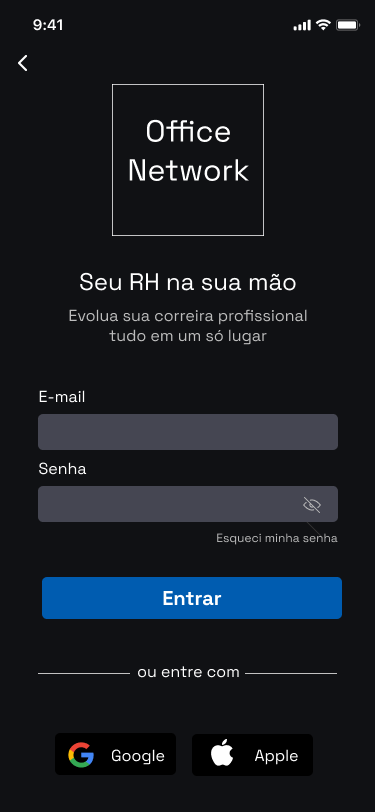 9:41
Office
Network
Seu RH na sua mão
Evolua sua correira profissional
tudo em um só lugar
E-mail
Senha
Esqueci minha senha
Entrar
ou entre com
Google
Apple